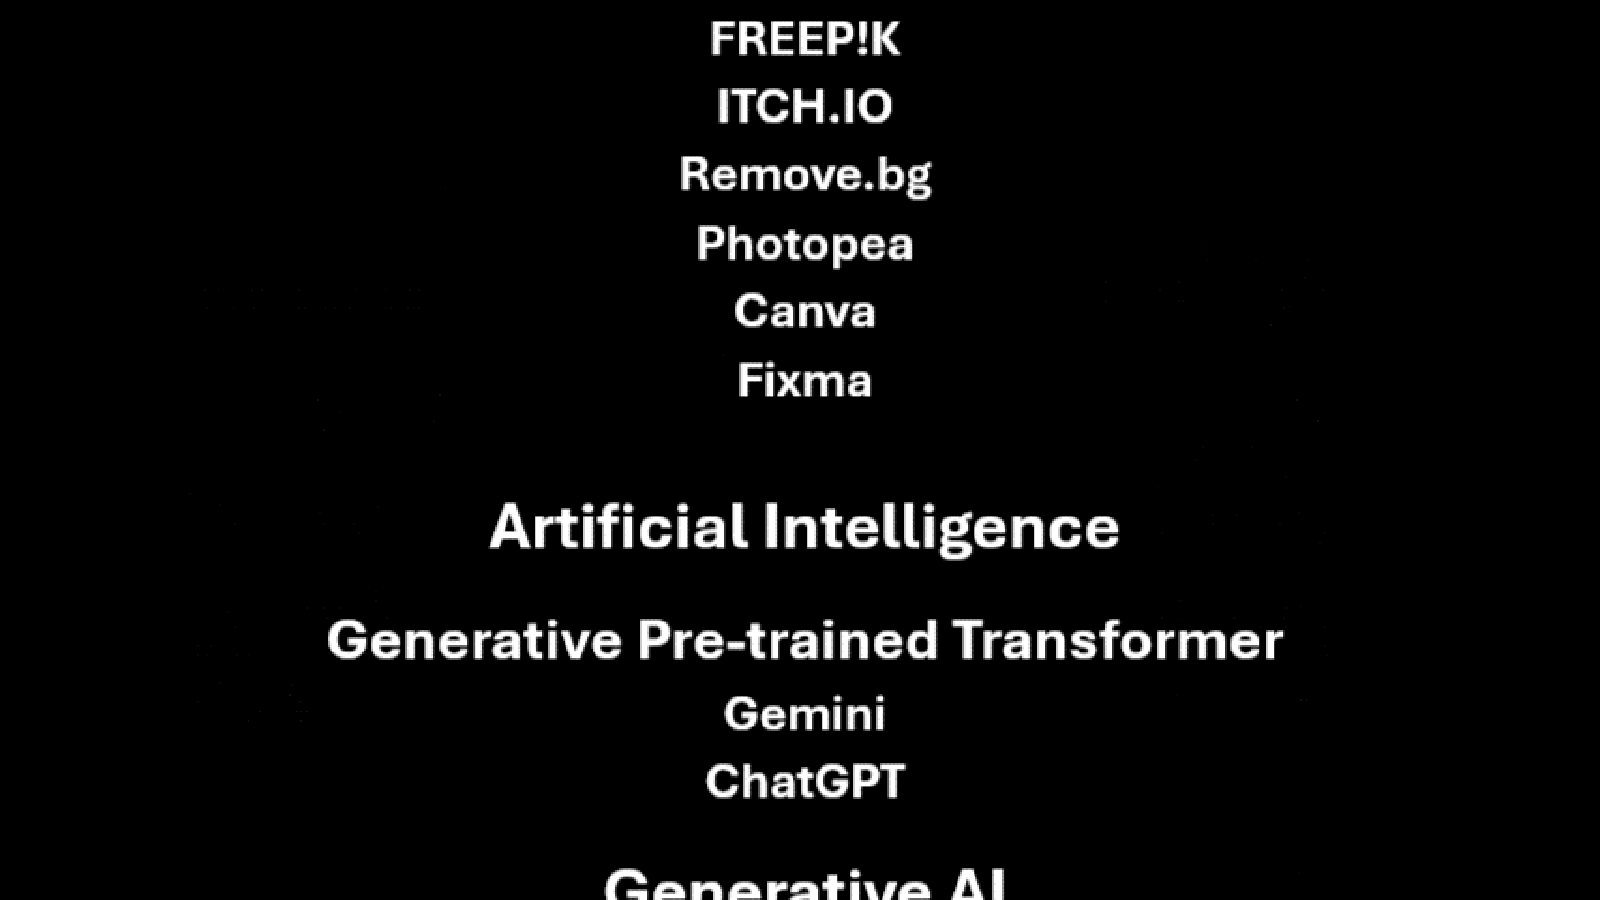 FREEP!K
ITCH.IO
Remove.bg
Photopea
Canva
Fixma
Artificial Intelligence
Generative Pre-trained Transformer
Gemini
ChatGPT
Generative AI